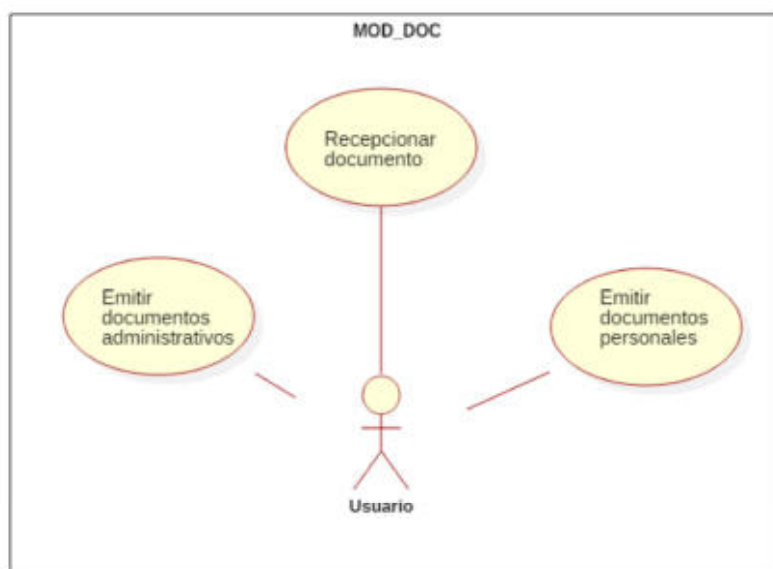 MOD_DOC
Recepcionar
documento
Emitir
documentos
administrativos
Emitir
documentos
personales
Usuario